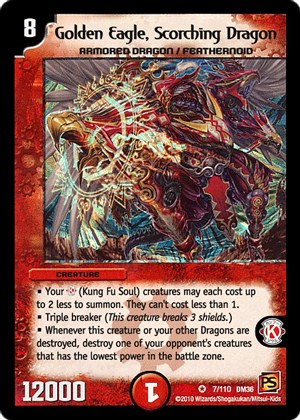 8 Golden Eagle, Scorching Dragon
ARMORED DRAGON / FEATHERNOID
CREATURE
▪ Your (Kung Fu Soul) creatures may each cost up
to 2 less to summon. They can't cost less than 1.
▪ Triple breaker (This creature breaks 3 shields.)
▪ Whenever this creature or your other Dragons are
destroyed, destroy one of your opponent's creatures
that has the lowest power in the battle zone.
K
12000
1
7/110 DM38
PS
©2010 Wizards/Shogakukan/Mitsui-Kids